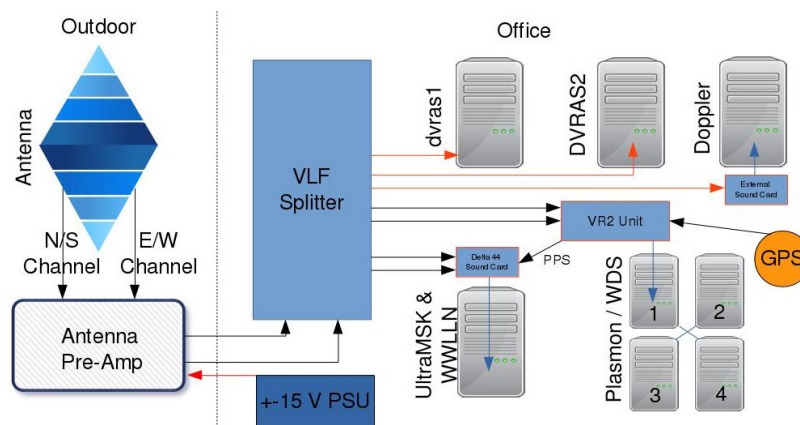 Outdoor
Office
Antenna
N/S
Channel
E/W
Channel
Antenna
Pre-Amp
VLF
Splitter
+-15 V PSU
dvras1
DVRAS2
Doppler
External
Sound Card
VR2 Unit
GPS
PPS
Delta 44
Sound Card
UltraMSK &
WWLLN
Plasmon / WDS
1
2
3
4